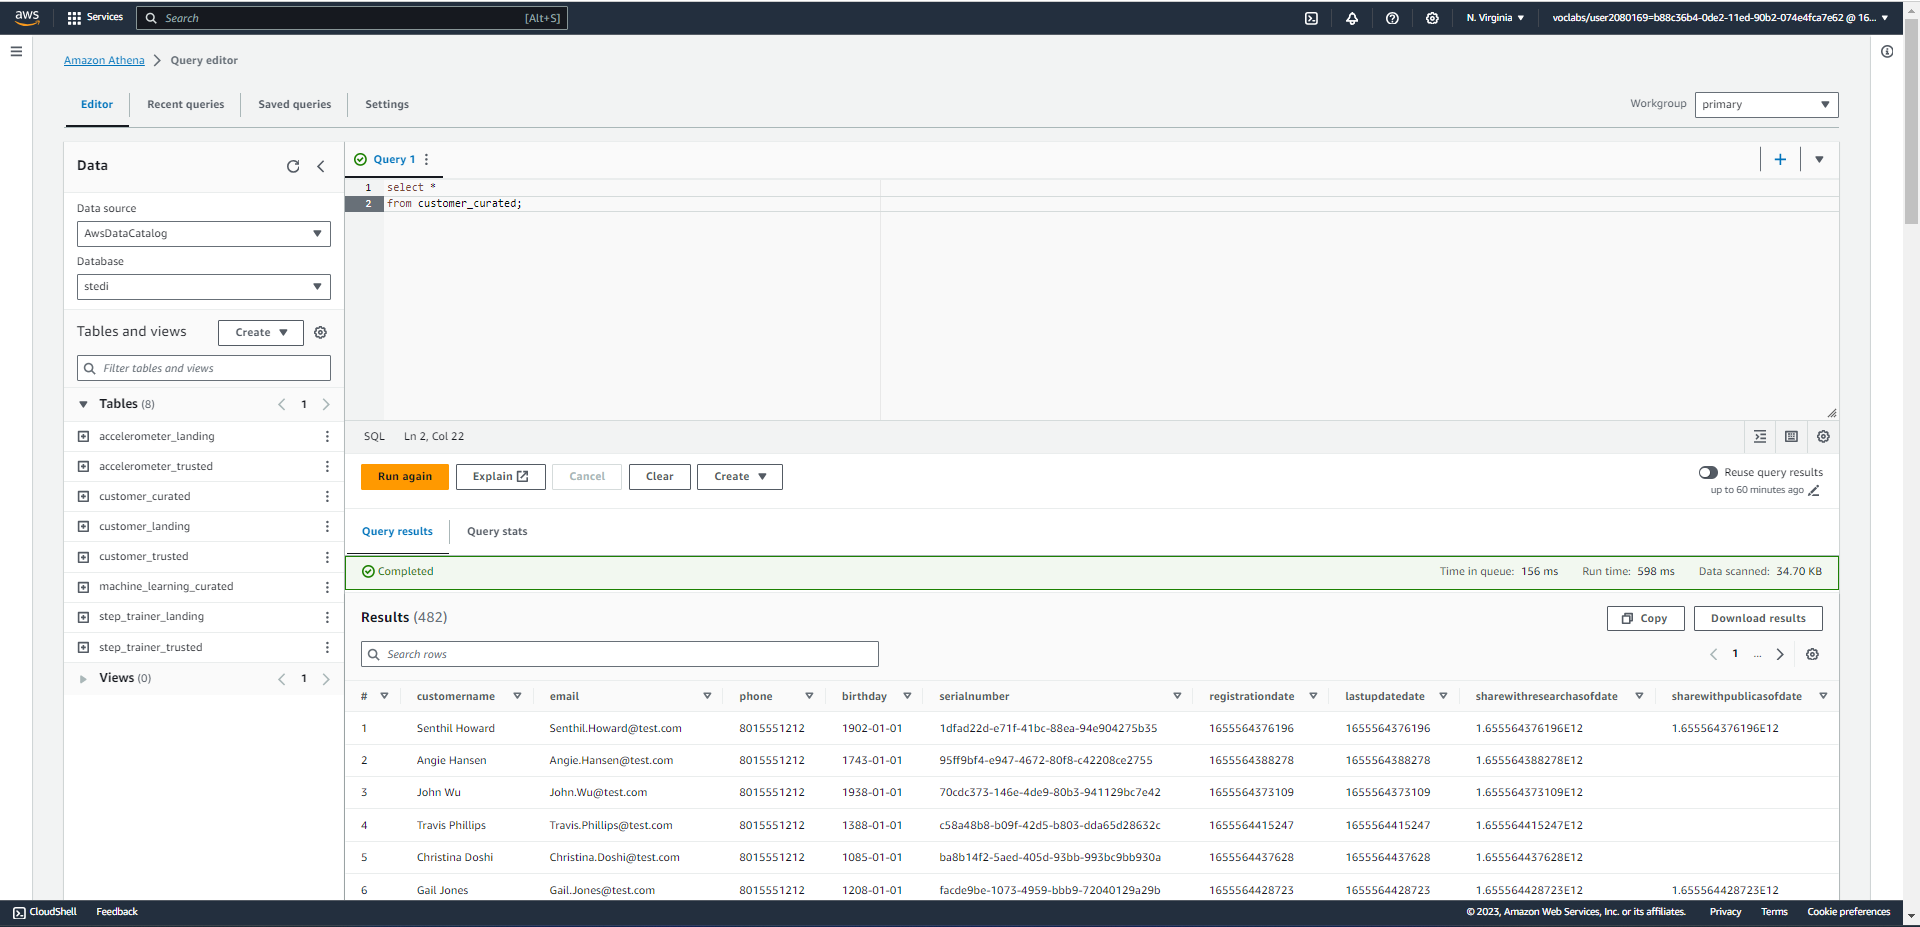 aws Services Search [Alt+S] N. Virginia voclabs/user2080169=b88c36b4-0de2-11ed-90b2-074e4fca7e62 @ 16...
Amazon Athena Query editor
Editor Recent queries Saved queries Settings Workgroup primary
Data
Data source
AwsDataCatalog
Database
stedi
Tables and views Create
Filter tables and views
Tables (8) 1
accelerometer_landing
accelerometer_trusted
customer_curated
customer_landing
customer_trusted
machine_learning_curated
step_trainer_landing
step_trainer_trusted
Views (0) 1
Query 1
1 select *
2 from customer_curated;
SQL Ln 2, Col 22
Run again Explain Cancel Clear Create Reuse query results
up to 60 minutes ago
Query results Query stats
Completed Time in queue: 156 ms Run time: 598 ms Data scanned: 34.70 KB
Results (482) Copy Download results
Search rows 1 ...
# customername email phone birthday serialnumber registrationdate lastupdatedate sharewithresearchasofdate sharewithpublicasofdate
1 Senthil Howard Senthil.Howard@test.com 8015551212 1902-01-01 1dfad22d-e71f-41bc-88ea-94e904275b35 1655564376196 1655564376196 1.655564376196E12 1.655564376196E12
2 Angie Hansen Angie.Hansen@test.com 8015551212 1743-01-01 95ff9bf4-e947-4672-80f8-c42208ce2755 1655564388278 1655564388278 1.655564388278E12
3 John Wu John.Wu@test.com 8015551212 1938-01-01 70cdc373-146e-4de9-80b3-941129bc7e42 1655564373109 1655564373109 1.655564373109E12
4 Travis Phillips Travis.Phillips@test.com 8015551212 1388-01-01 c58a48b8-b09f-42d5-b803-dda65d28632c 1655564415247 1655564415247 1.655564415247E12
5 Christina Doshi Christina.Doshi@test.com 8015551212 1085-01-01 ba8b14f2-5aed-405d-93bb-993bc9bb930a 1655564437628 1655564437628 1.655564437628E12
6 Gail Jones Gail.Jones@test.com 8015551212 1208-01-01 facde9be-1073-4959-bbb9-72040129a29b 1655564428723 1655564428723 1.655564428723E12 1.655564428723E12
CloudShell Feedback © 2023, Amazon Web Services, Inc. or its affiliates. Privacy Terms Cookie preferences